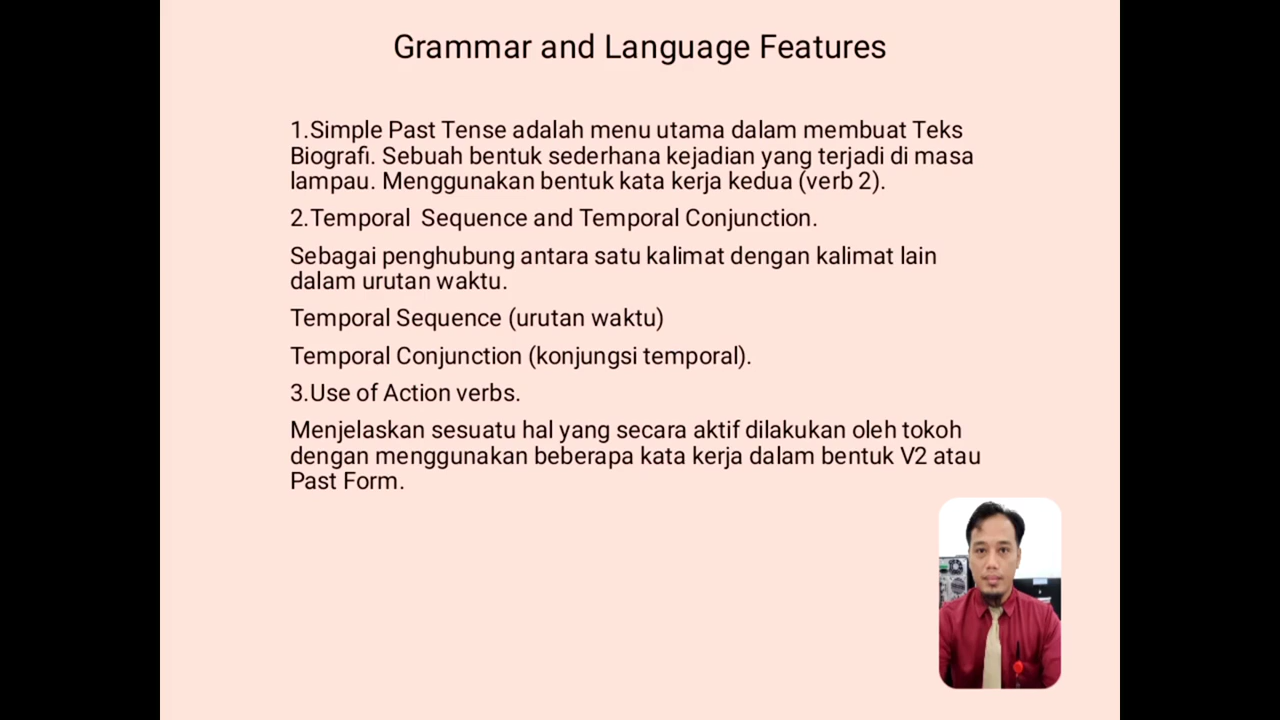 Grammar and Language Features
1.Simple Past Tense adalah menu utama dalam membuat Teks
Biografi. Sebuah bentuk sederhana kejadian yang terjadi di masa
lampau. Menggunakan bentuk kata kerja kedua (verb 2).
2.Temporal  Sequence and Temporal Conjunction.
Sebagai penghubung antara satu kalimat dengan kalimat lain
dalam urutan waktu.
Temporal Sequence (urutan waktu)
Temporal Conjunction (konjungsi temporal).
3.Use of Action verbs.
Menjelaskan sesuatu hal yang secara aktif dilakukan oleh tokoh
dengan menggunakan beberapa kata kerja dalam bentuk V2 atau
Past Form.